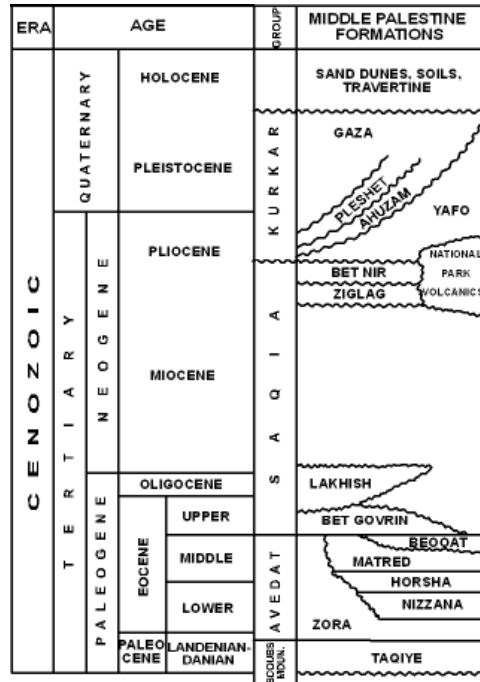 ERA
AGE
GROUP
MIDDLE PALESTINE
FORMATIONS
CENOZOIC
QUATERNARY
TERTIARY
NEOGENE
PALEOGENE
HOLOCENE
PLEISTOCENE
PLIOCENE
MIOCENE
OLIGOCENE
EOCENE
UPPER
MIDDLE
LOWER
PALEO
CENE
LANDENIAN-
DANIAN
KURKAR
SAQIA
AVEDAT
MOUN.
SAND DUNES, SOILS,
TRAVERTINE
GAZA
PLESHET
AHUZAM
YAFO
BET NIR
ZIGLAG
NATIONAL
PARK
VOLCANICS
LAKHISH
BET GOVRIN
BEOQAT
MATRED
HORSHA
NIZZANA
ZORA
TAQIYE